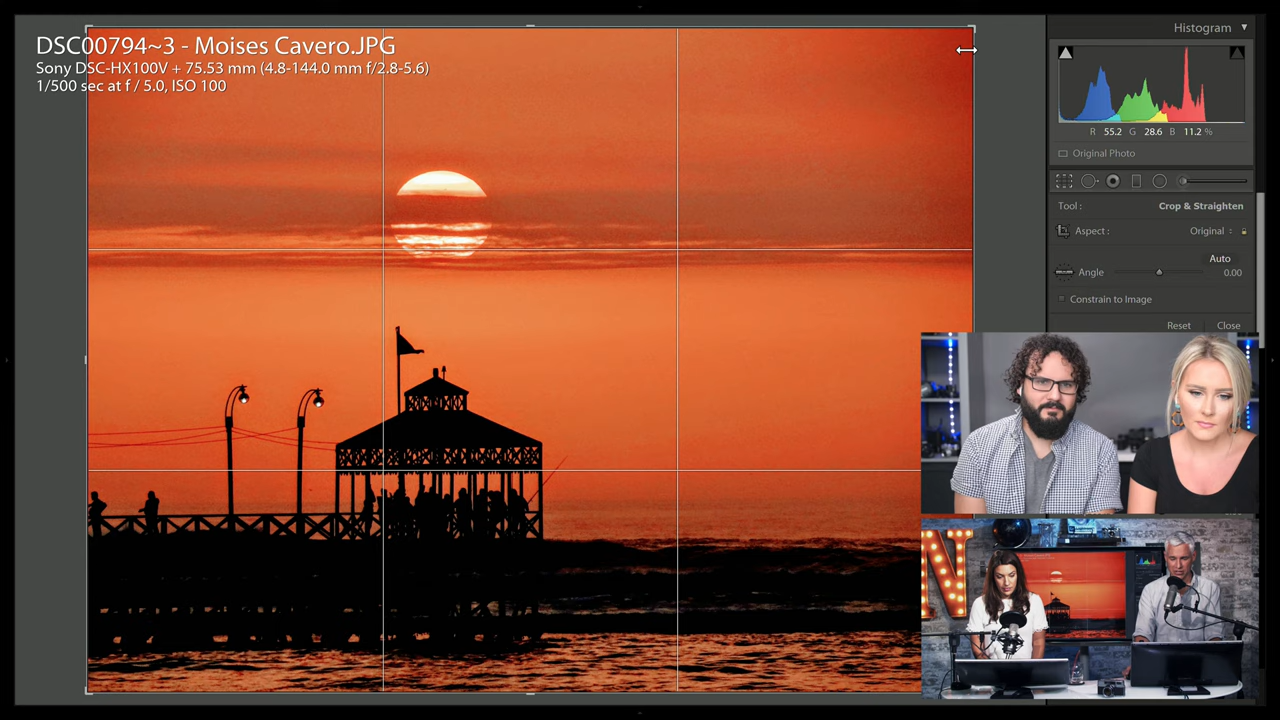 DSC00794~3 - Moises Cavero.JPG
Sony DSC-HX100V + 75.53 mm (4.8-144.0 mm f/2.8-5.6)
1/500 sec at f / 5.0, ISO 100
Histogram
R 55.2 G 28.6 B 11.2 %
Original Photo
Tool : Crop & Straighten
Aspect : Original
Auto
Angle 0.00
Constrain to Image
Reset Close
N